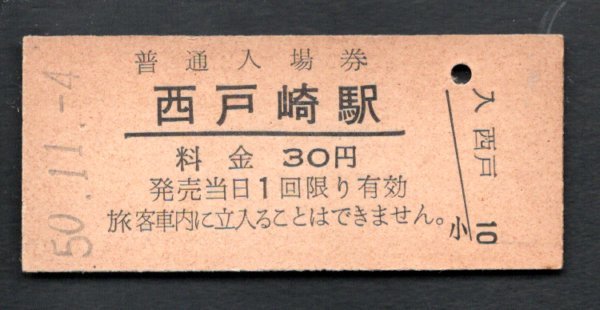 普通入場券
西戸崎駅
料金 30円
発売当日1回限り有効
旅客車内に立入ることはできません。
50.11.-4
入 西戸
小 10